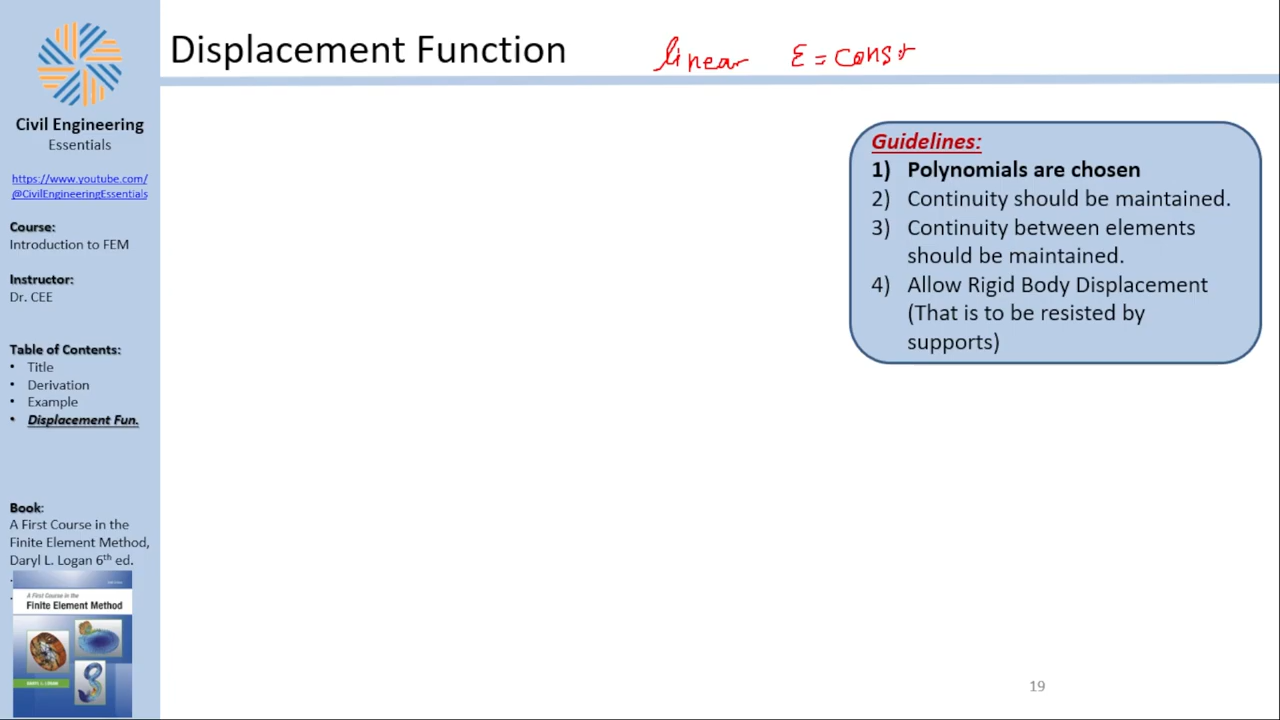 Displacement Function
linear ε = const
Civil Engineering
Essentials
https://www.youtube.com/
@CivilEngineeringEssentials
Course:
Introduction to FEM
Instructor:
Dr. CEE
Table of Contents:
• Title
• Derivation
• Example
• Displacement Fun.
Book:
A First Course in the
Finite Element Method,
Daryl L. Logan 6th ed.
A First Course in the
Finite Element Method
Guidelines:
1) Polynomials are chosen
2) Continuity should be maintained.
3) Continuity between elements
should be maintained.
4) Allow Rigid Body Displacement
(That is to be resisted by
supports)
19